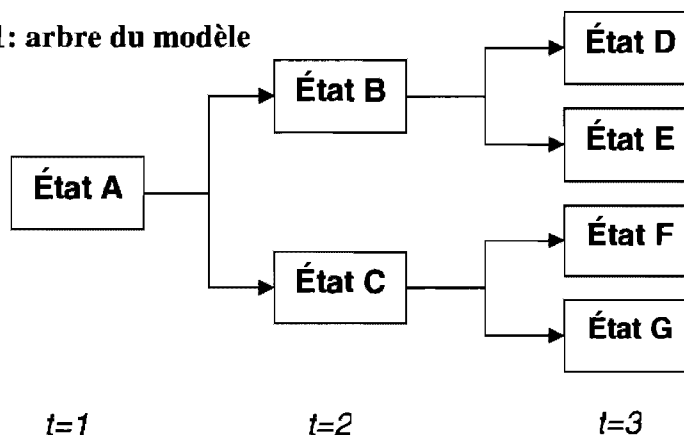 1: arbre du modèle
État A
État B
État C
État D
État E
État F
État G
t=1
t=2
t=3